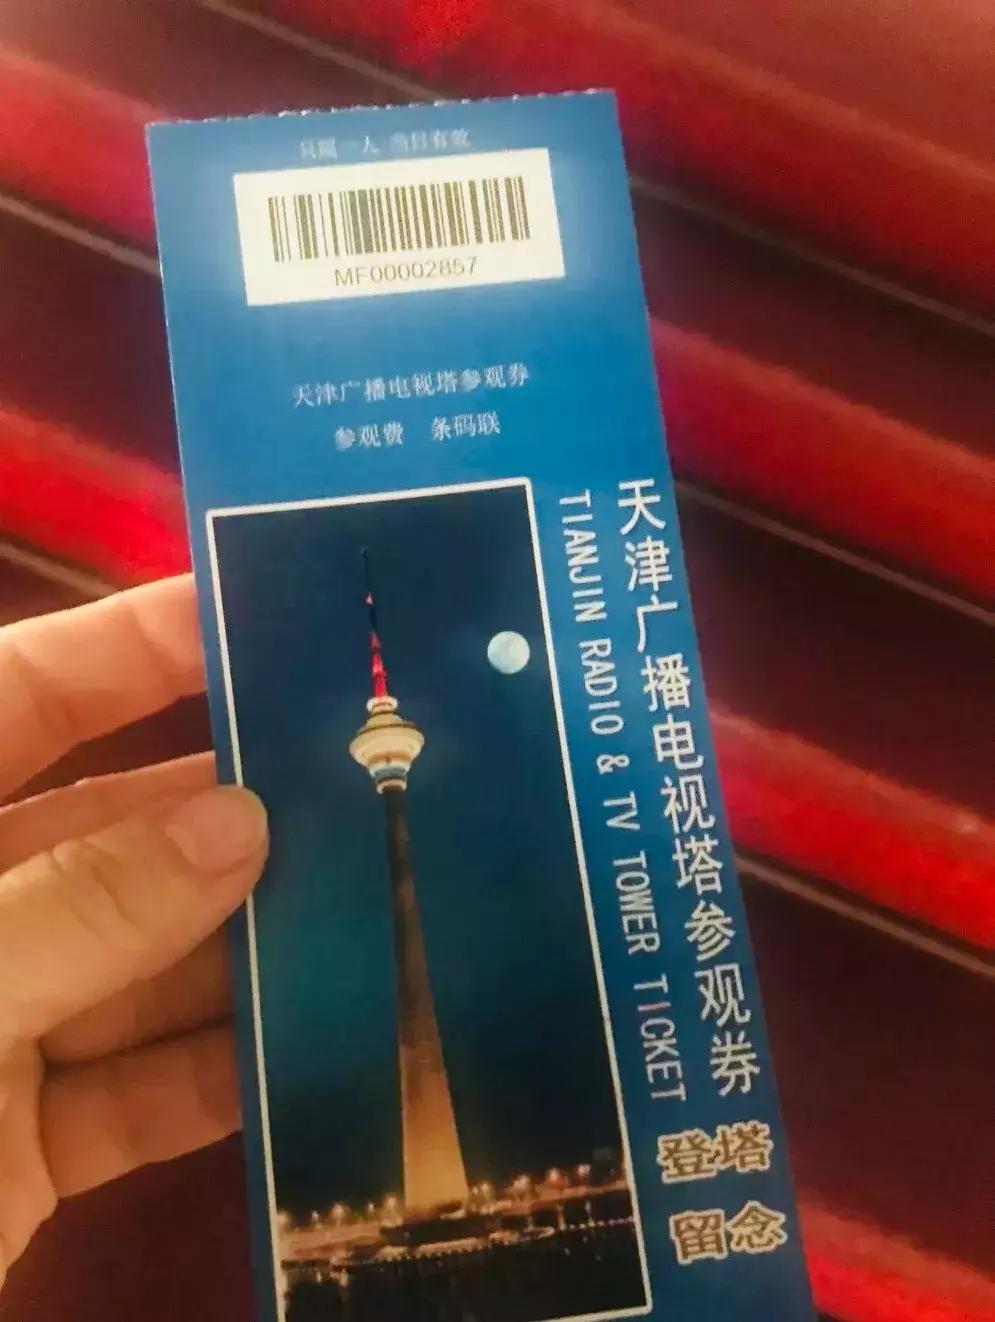 只限一人 当日有效
MF00002857
天津广播电视塔参观券
参观费 条码联
天津广播电视塔参观券
TIANJIN RADIO & TV TOWER TICKET
登塔
留念